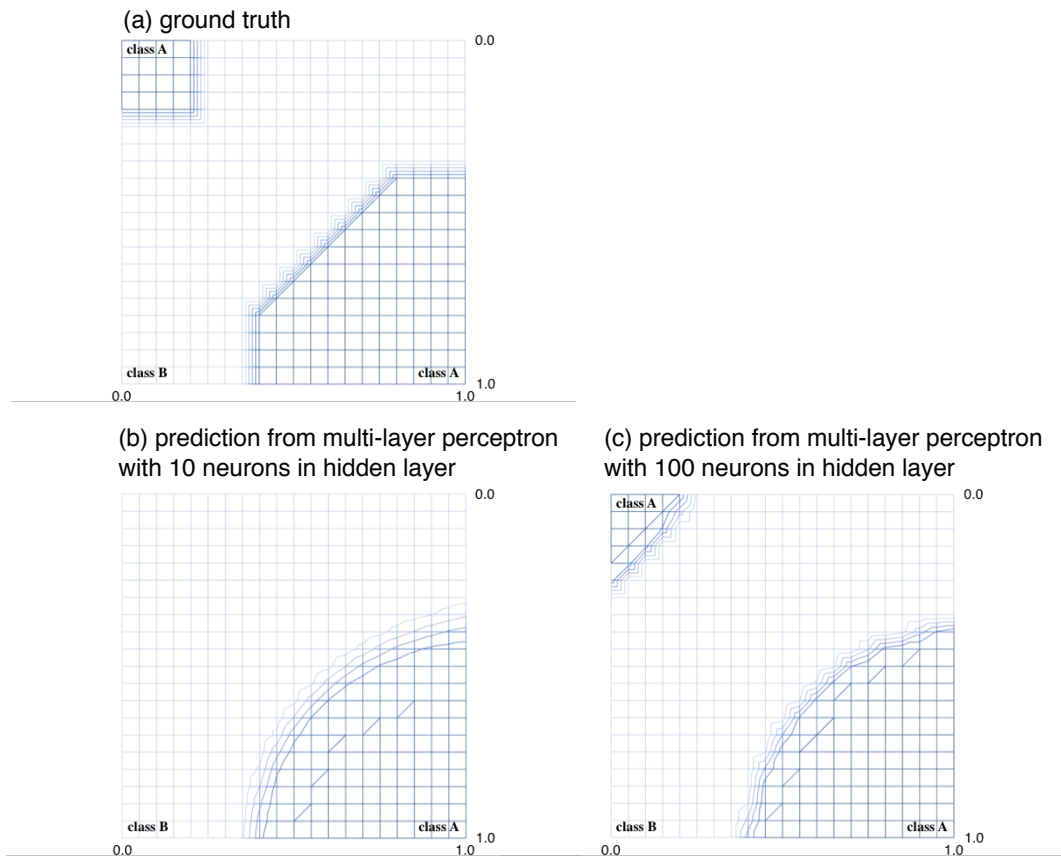 (a) ground truth
class A
0.0
class B
class A
1.0
0.0
1.0
(b) prediction from multi-layer perceptron
with 10 neurons in hidden layer
0.0
class B
class A
1.0
0.0
1.0
(c) prediction from multi-layer perceptron
with 100 neurons in hidden layer
class A
0.0
class B
class A
1.0
0.0
1.0